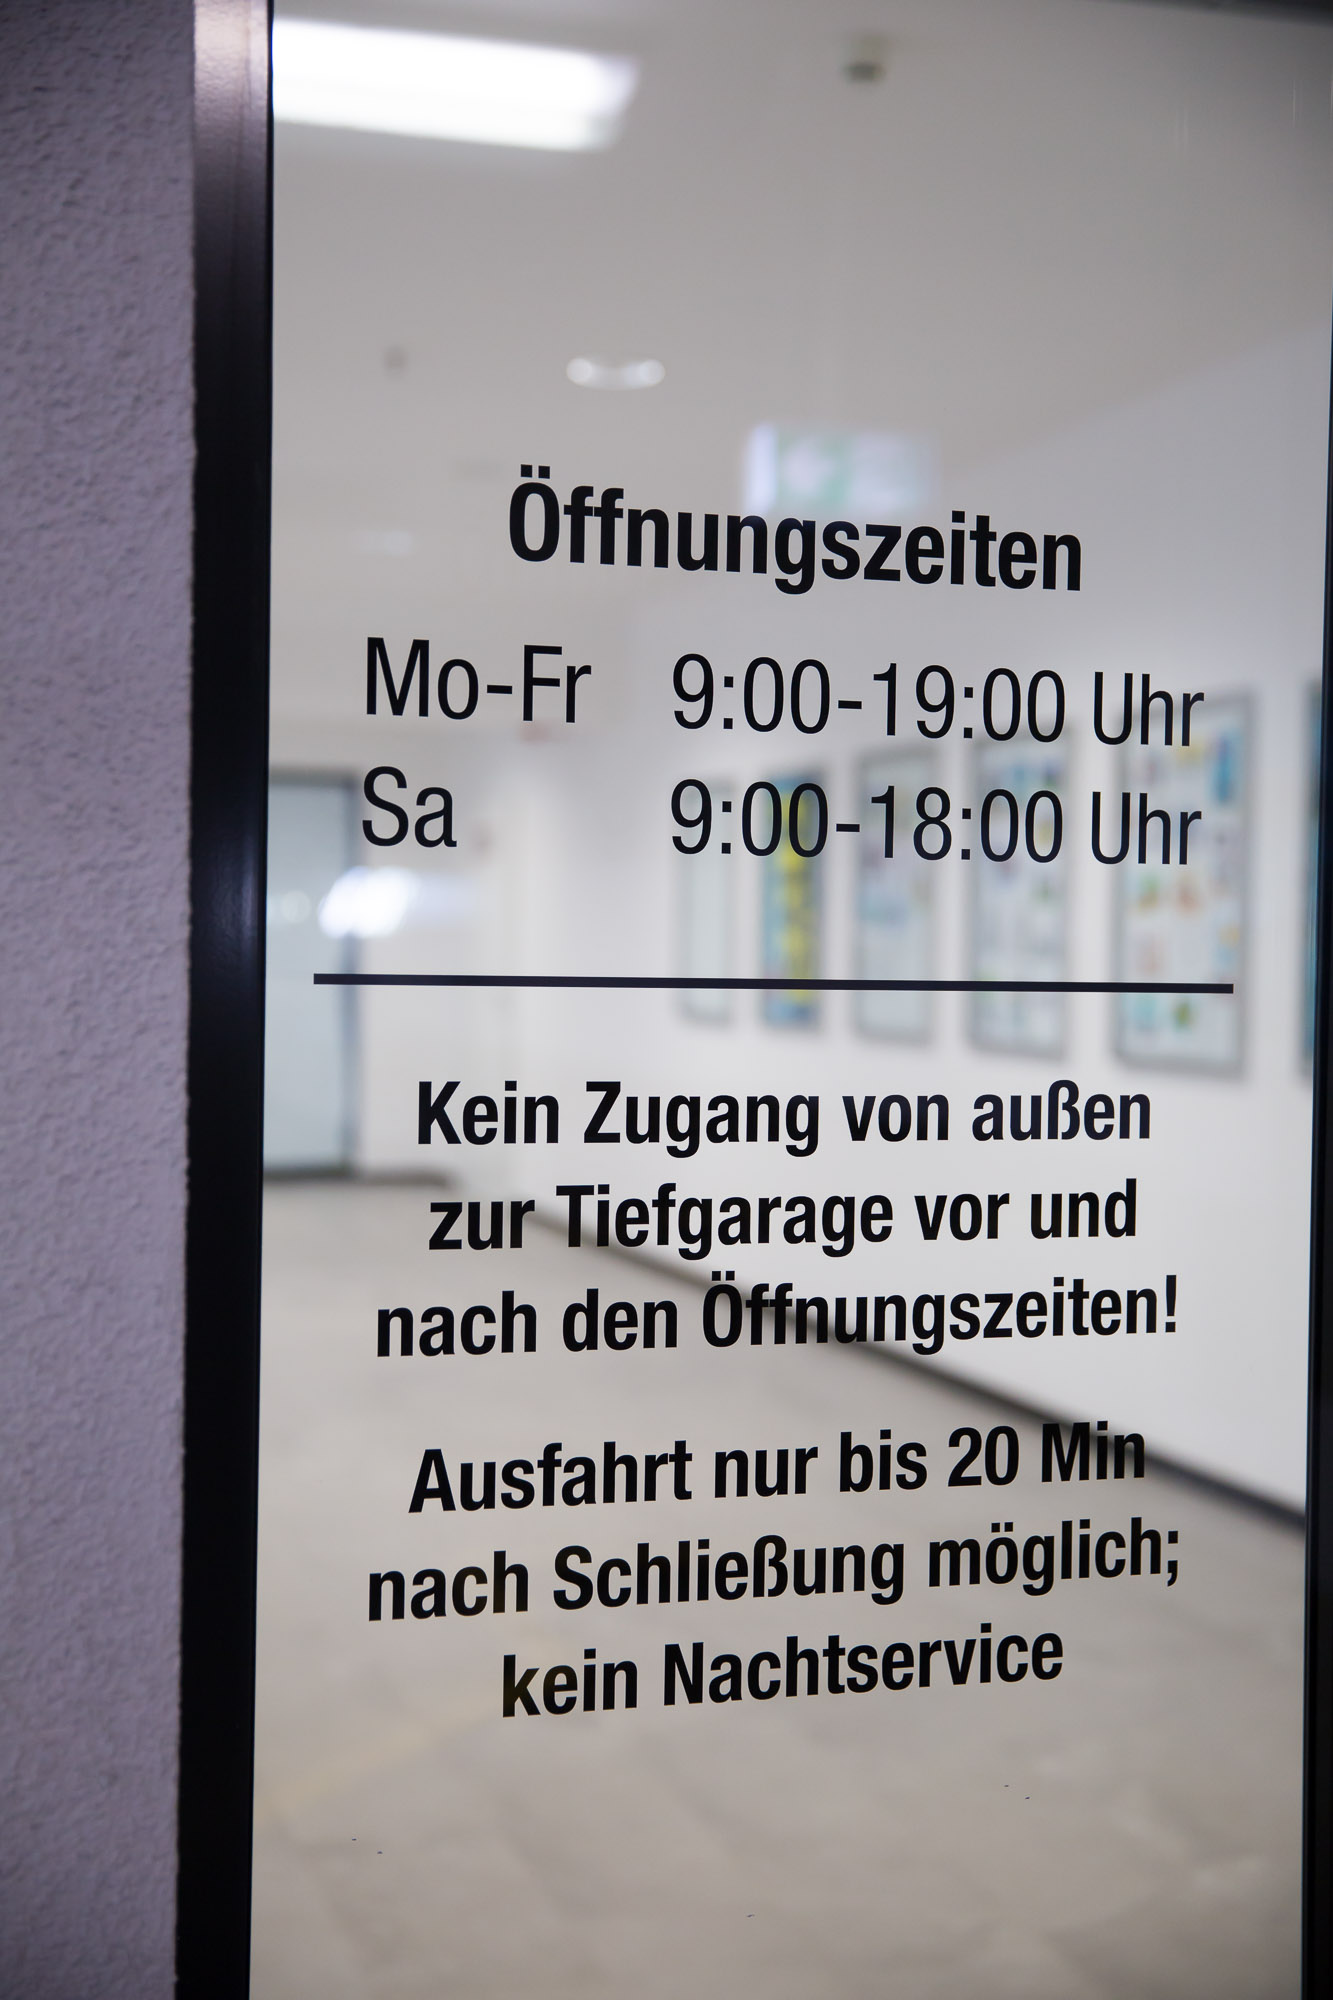 Öffnungszeiten
Mo-Fr 9:00-19:00 Uhr
Sa 9:00-18:00 Uhr
Kein Zugang von außen
zur Tiefgarage vor und
nach den Öffnungszeiten!
Ausfahrt nur bis 20 Min
nach Schließung möglich;
kein Nachtservice